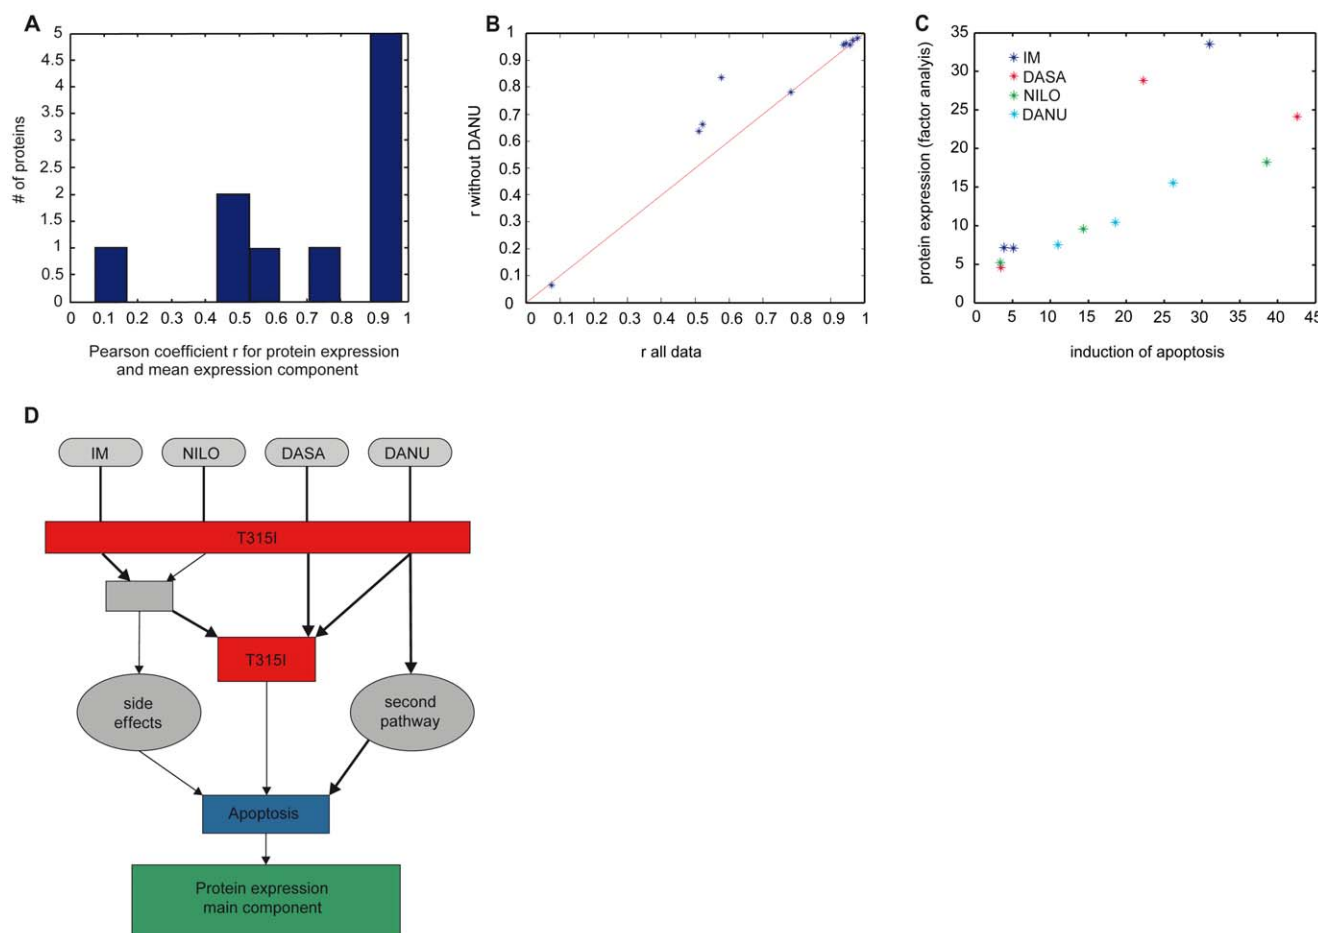 A
5
4.5
4
3.5
3
2.5
2
1.5
1
0.5
0
# of proteins
0 0.1 0.2 0.3 0.4 0.5 0.6 0.7 0.8 0.9 1
Pearson coefficient r for protein expression
and mean expression component
B
1
0.9
0.8
0.7
0.6
0.5
0.4
0.3
0.2
0.1
0
r without DANU
0 0.1 0.2 0.3 0.4 0.5 0.6 0.7 0.8 0.9 1
r all data
C
35
30
25
20
15
10
5
0
protein expression (factor analyis)
IM
DASA
NILO
DANU
0 5 10 15 20 25 30 35 40 45
induction of apoptosis
D
IM NILO DASA DANU
T315I
T315I
side
effects
second
pathway
Apoptosis
Protein expression
main component